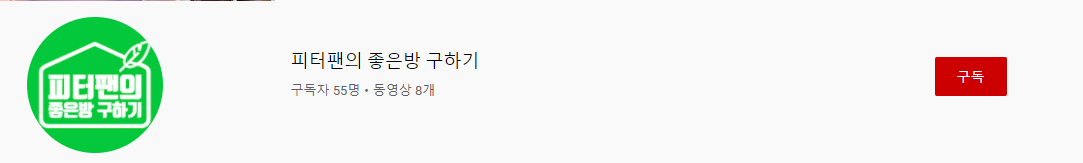 피터팬의
좋은방 구하기
피터팬의 좋은방 구하기
구독자 55명 • 동영상 8개
구독